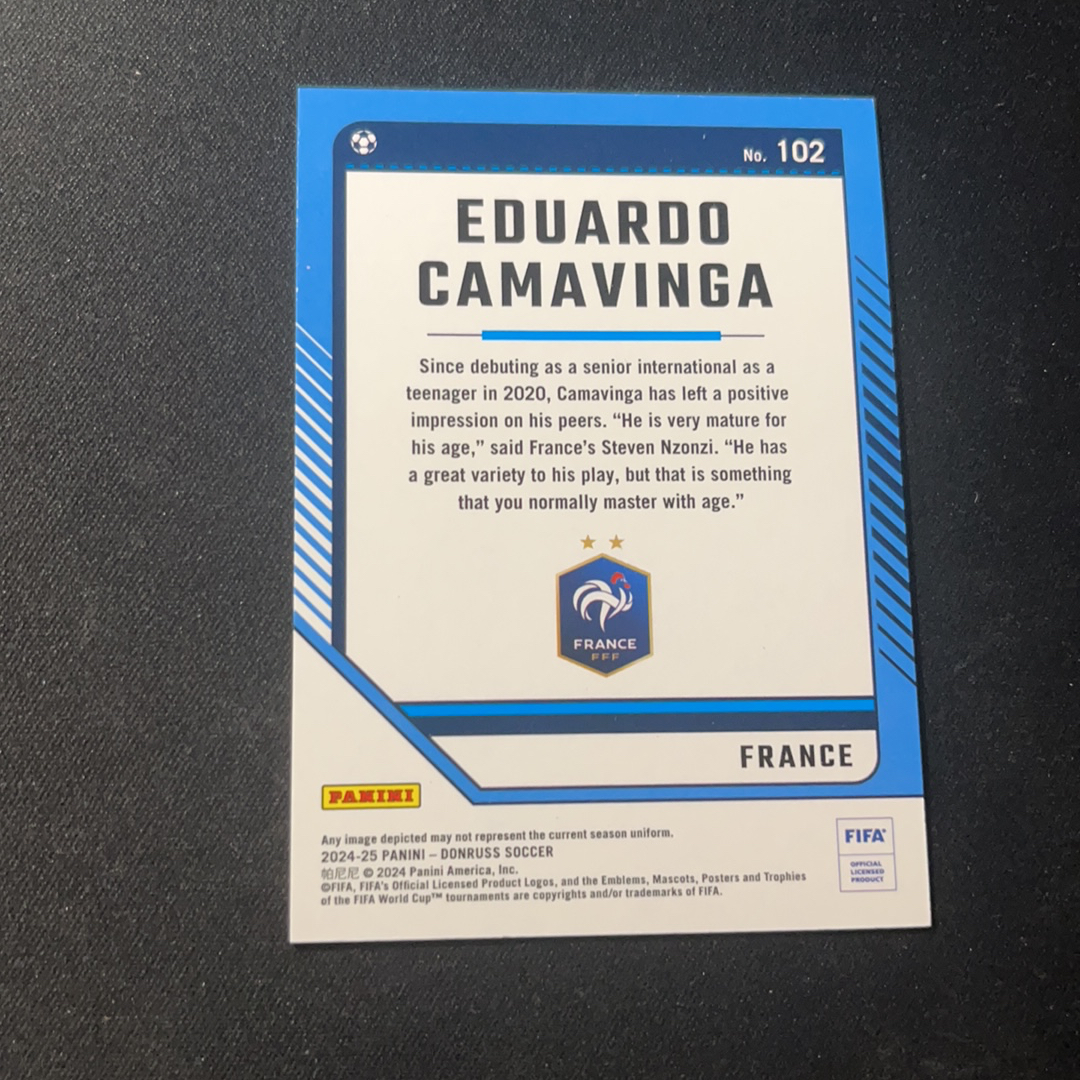 No. 102
EDUARDO
CAMAVINGA
Since debuting as a senior international as a
teenager in 2020, Camavinga has left a positive
impression on his peers. “He is very mature for
his age,” said France’s Steven Nzonzi. “He has
a great variety to his play, but that is something
that you normally master with age.”
FRANCE
FFF
FRANCE
PANINI
Any image depicted may not represent the current season uniform.
2024-25 PANINI – DONRUSS SOCCER
帕尼尼 © 2024 Panini America, Inc.
©FIFA, FIFA's Official Licensed Product Logos, and the Emblems, Mascots, Posters and Trophies
of the FIFA World Cup™ tournaments are copyrights and/or trademarks of FIFA.
FIFA®
OFFICIAL
LICENSED
PRODUCT